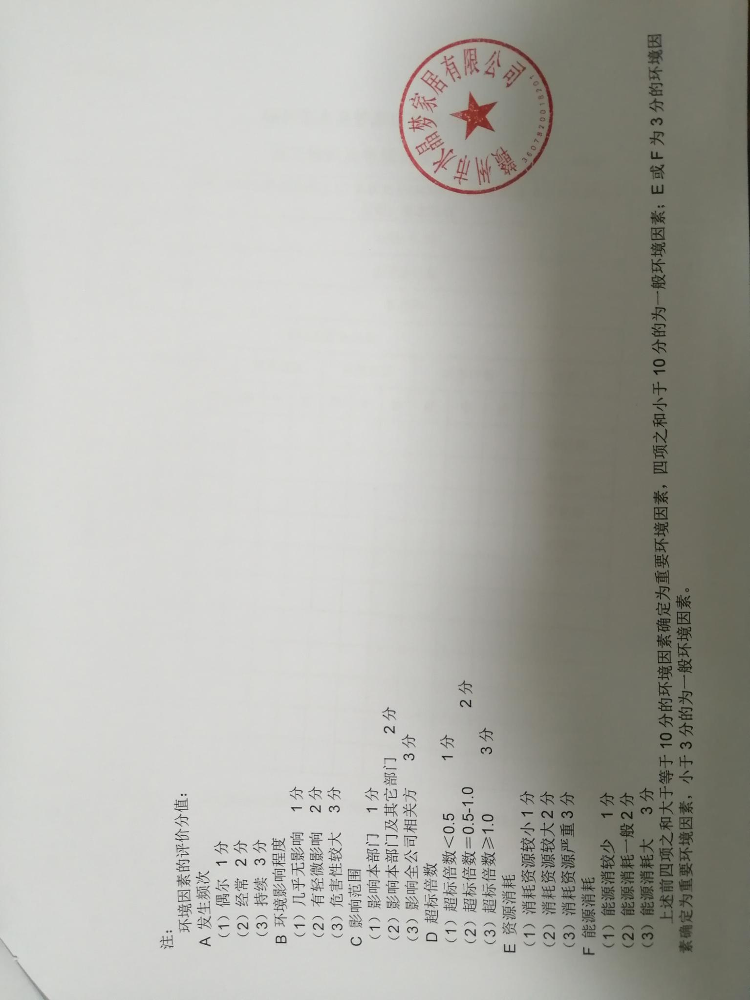 注：
环境因素的评价分值：
A 发生频次
（1）偶尔 1 分
（2）经常 2 分
（3）持续 3 分
B 环境影响程度
（1）几乎无影响 1 分
（2）有轻微影响 2 分
（3）危害性较大 3 分
C 影响范围
（1）影响本部门 1 分
（2）影响本部门及其它部门 2 分
（3）影响全公司相关方 3 分
D 超标倍数
（1）超标倍数＜0.5 1 分
（2）超标倍数＝0.5-1.0 2 分
（3）超标倍数≥1.0 3 分
E 资源消耗
（1）消耗资源较小 1 分
（2）消耗资源较大 2 分
（3）消耗资源严重 3 分
F 能源消耗
（1）能源消较少 1 分
（2）能源消耗一般 2 分
（3）能源消耗大 3 分
上述前四项之和大于等于 10 分的环境因素确定为重要环境因素，四项之和小于 10 分的为一般环境因素；E 或 F 为 3 分的环境因
素确定为重要环境因素，小于 3 分的为一般环境因素。
赣州市水晶梦家居有限公司
3607820018201